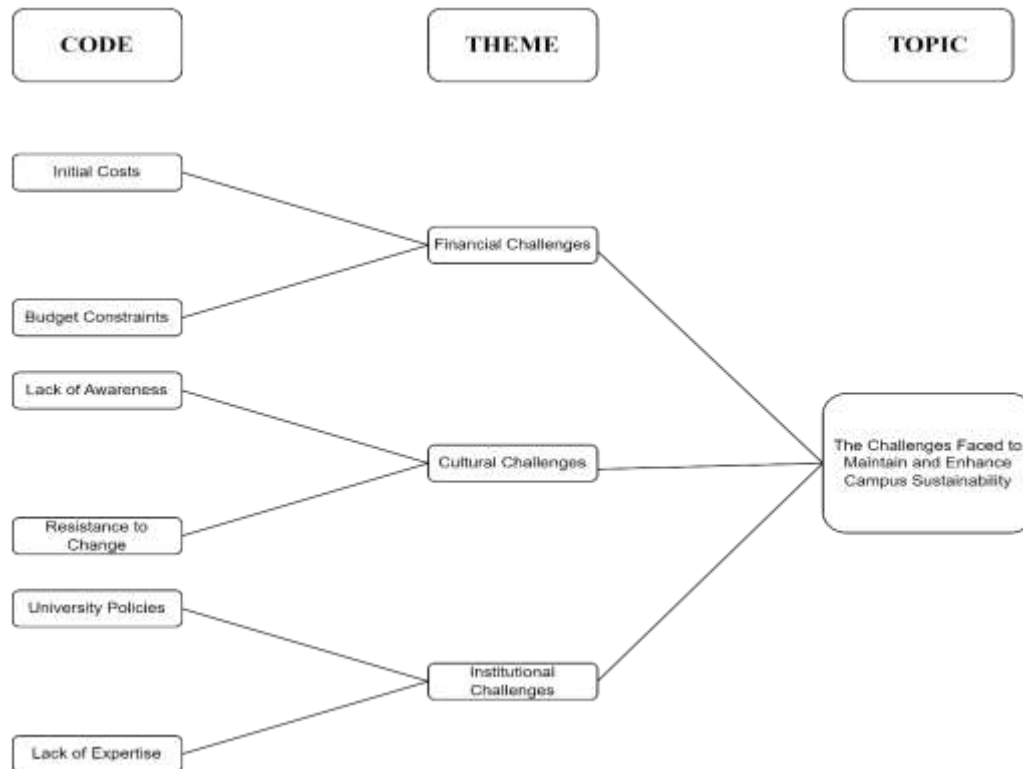 CODE
THEME
TOPIC
Initial Costs
Financial Challenges
Budget Constraints
Lack of Awareness
The Challenges Faced to
Maintain and Enhance
Campus Sustainability
Cultural Challenges
Resistance to
Change
University Policies
Institutional
Challenges
Lack of Expertise